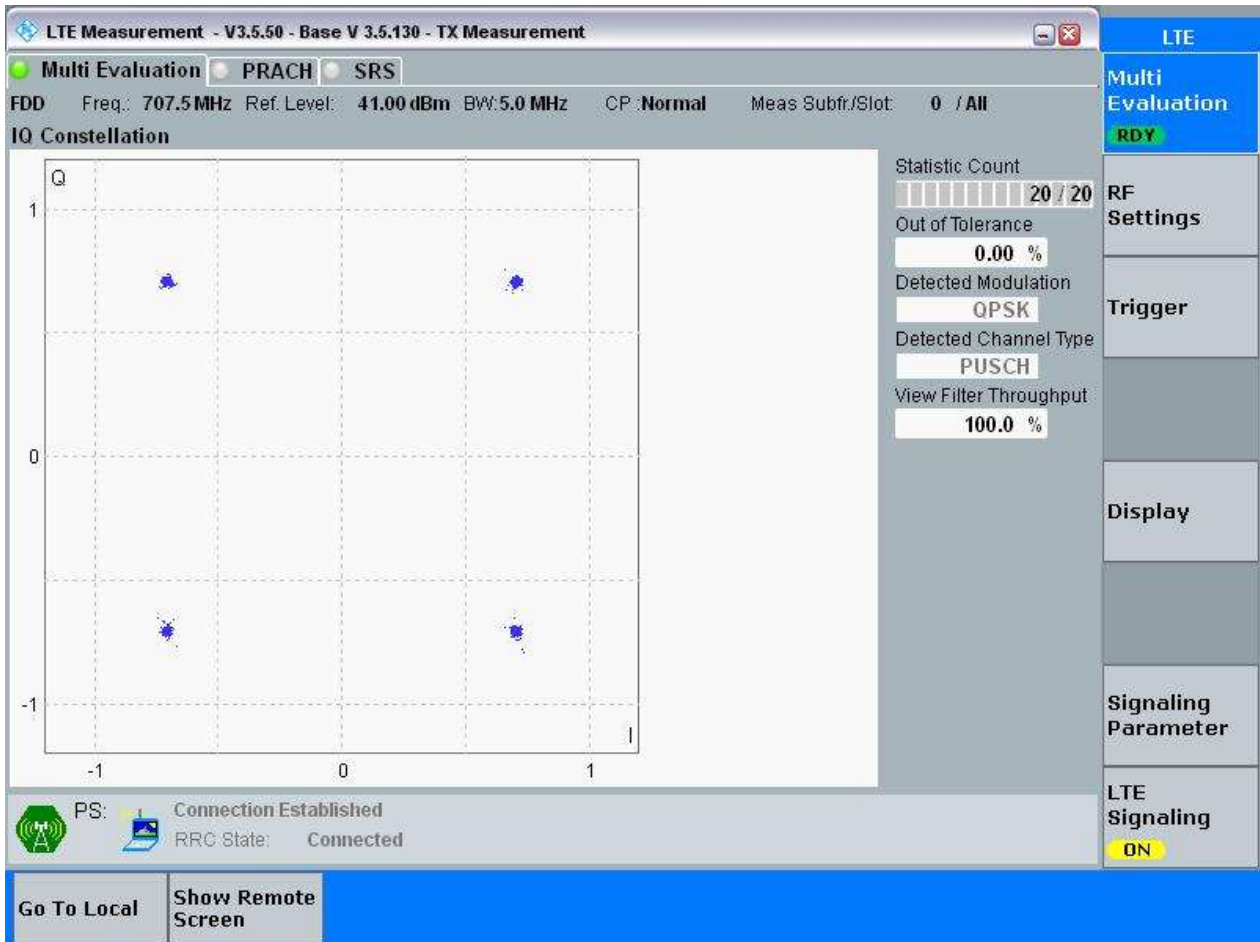 LTE Measurement - V3.5.50 - Base V 3.5.130 - TX Measurement
LTE
Multi Evaluation PRACH SRS
Multi
Evaluation
RDY
FDD Freq.: 707.5 MHz Ref. Level: 41.00 dBm BW:5.0 MHz CP :Normal Meas Subfr./Slot: 0 / All
IQ Constellation
Q
1
0
-1
I
-1 0 1
Statistic Count
20 / 20
Out of Tolerance
0.00 %
Detected Modulation
QPSK
Detected Channel Type
PUSCH
View Filter Throughput
100.0 %
RF
Settings
Trigger
Display
Signaling
Parameter
LTE
Signaling
ON
PS: Connection Established
RRC State: Connected
Go To Local
Show Remote
Screen